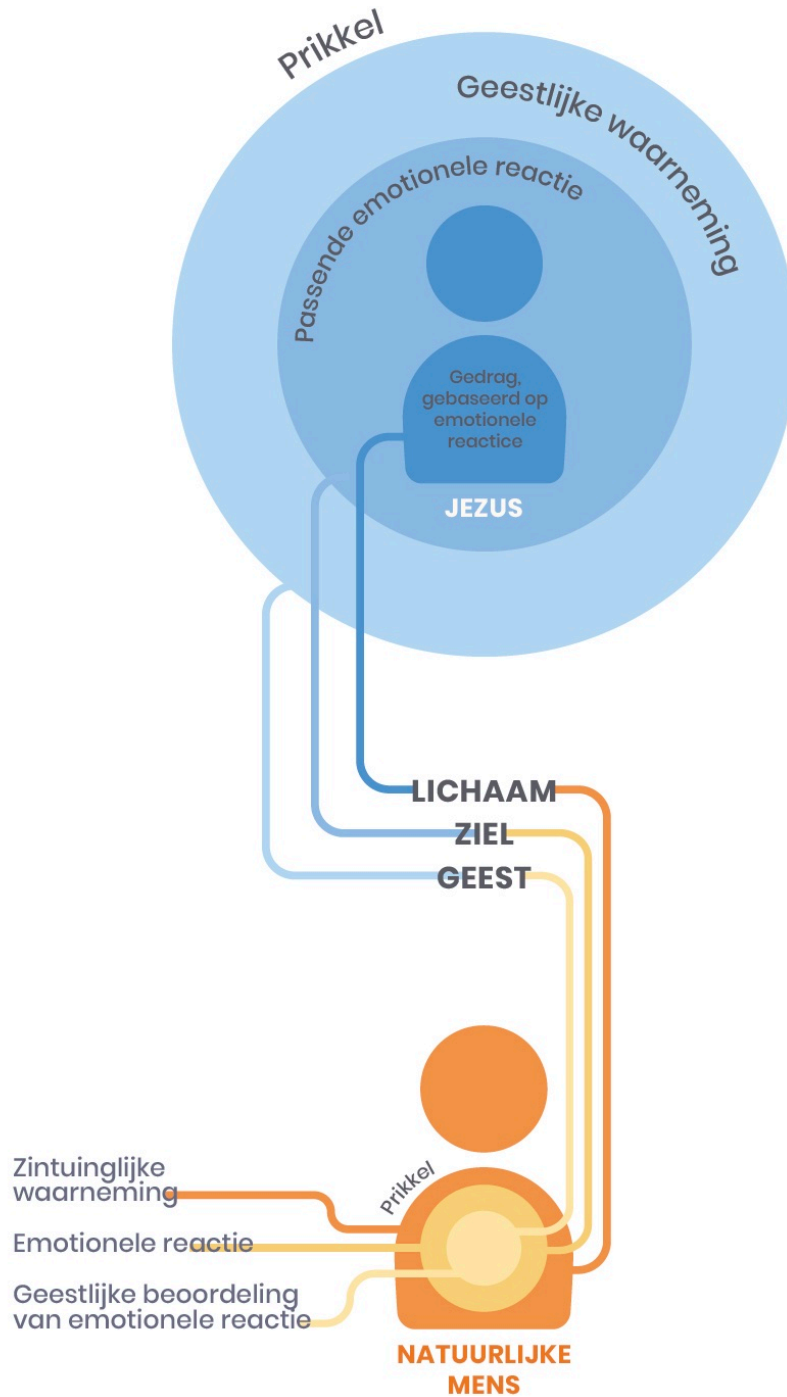 Prikkel
Geestlijke waarneming
Passende emotionele reactie
Gedrag,
gebaseerd op
emotionele
reactice
JEZUS
LICHAAM
ZIEL
GEEST
Prikkel
Zintuinglijke
waarneming
Emotionele reactie
Geestlijke beoordeling
van emotionele reactie
NATUURLIJKE
MENS